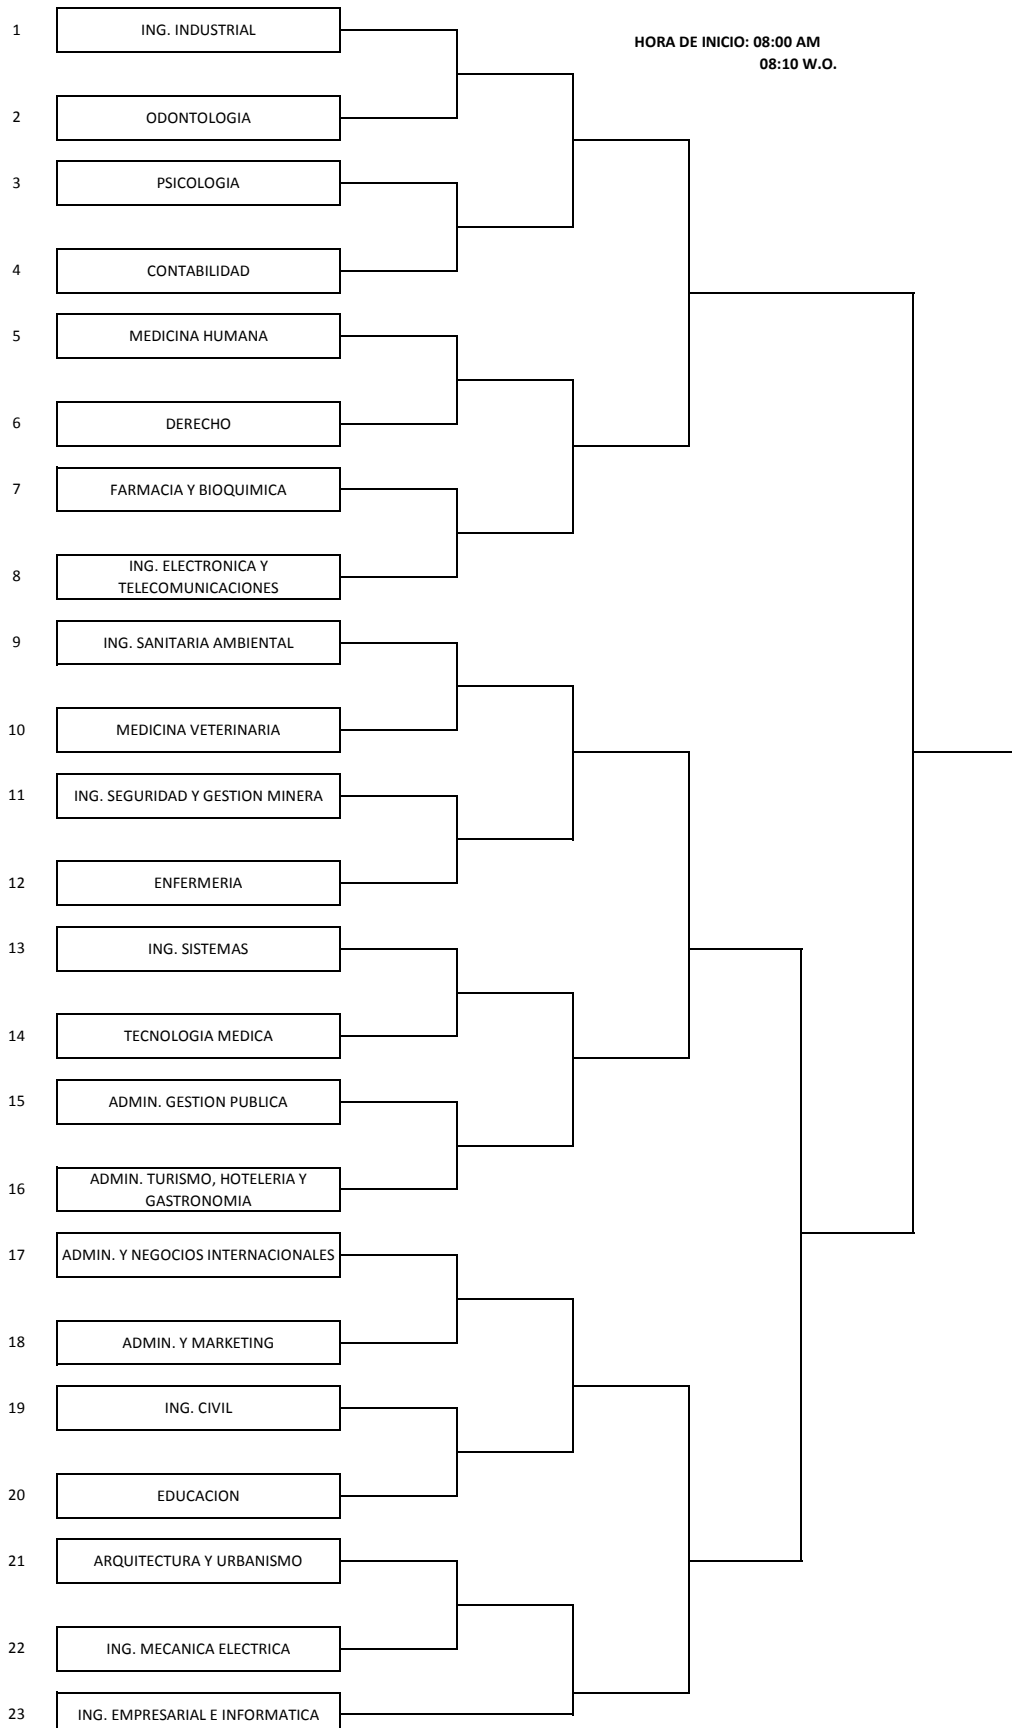 HORA DE INICIO: 08:00 AM
08:10 W.O.
1 ING. INDUSTRIAL
2 ODONTOLOGIA
3 PSICOLOGIA
4 CONTABILIDAD
5 MEDICINA HUMANA
6 DERECHO
7 FARMACIA Y BIOQUIMICA
8 ING. ELECTRONICA Y
TELECOMUNICACIONES
9 ING. SANITARIA AMBIENTAL
10 MEDICINA VETERINARIA
11 ING. SEGURIDAD Y GESTION MINERA
12 ENFERMERIA
13 ING. SISTEMAS
14 TECNOLOGIA MEDICA
15 ADMIN. GESTION PUBLICA
16 ADMIN. TURISMO, HOTELERIA Y
GASTRONOMIA
17 ADMIN. Y NEGOCIOS INTERNACIONALES
18 ADMIN. Y MARKETING
19 ING. CIVIL
20 EDUCACION
21 ARQUITECTURA Y URBANISMO
22 ING. MECANICA ELECTRICA
23 ING. EMPRESARIAL E INFORMATICA